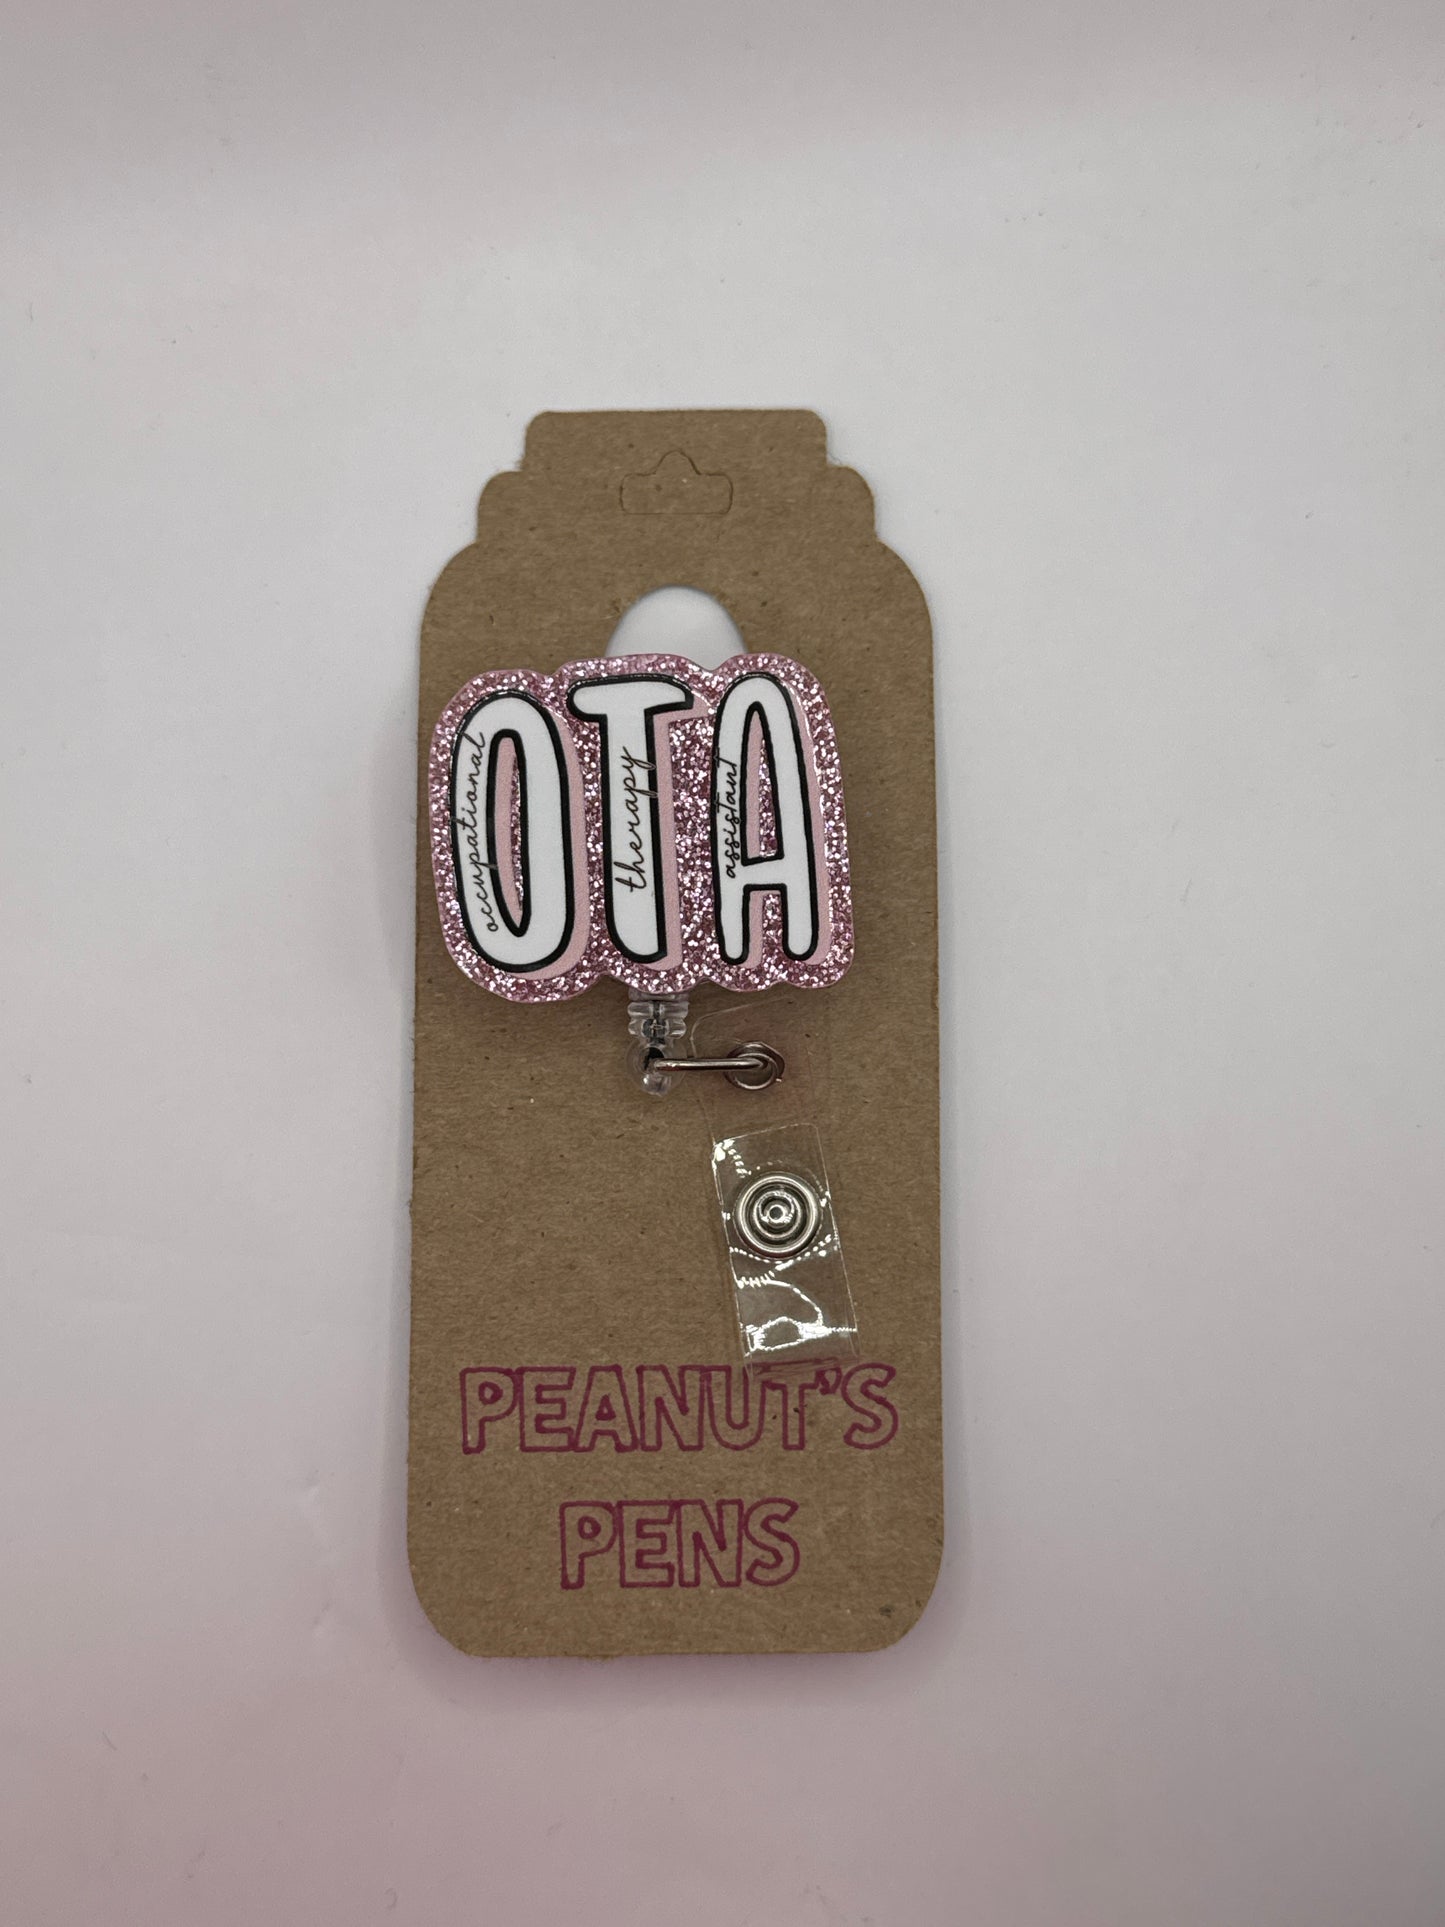 OTA
occupational
therapy
assistant
PEANUT'S
PENS